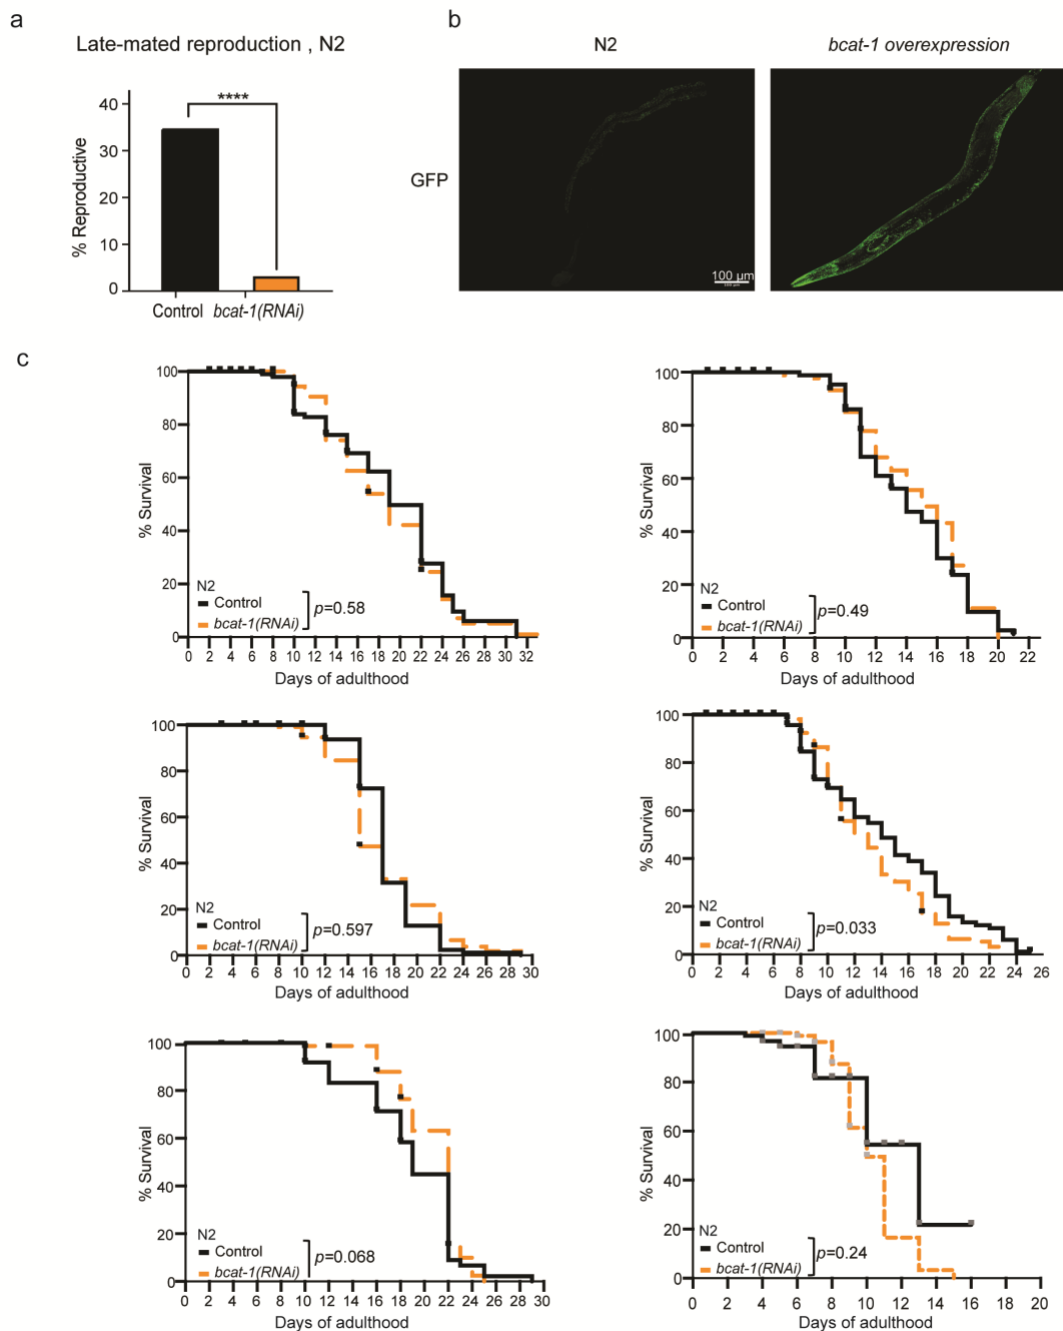 a
Late-mated reproduction , N2
% Reproductive
40
30
20
10
0
****
Control bcat-1(RNAi)
b
N2
bcat-1 overexpression
GFP
100 µm
c
% Survival
100
80
60
40
20
0
N2
Control
bcat-1(RNAi)
p=0.58
0 2 4 6 8 10 12 14 16 18 20 22 24 26 28 30 32
Days of adulthood
% Survival
100
80
60
40
20
0
N2
Control
bcat-1(RNAi)
p=0.49
0 2 4 6 8 10 12 14 16 18 20 22
Days of adulthood
% Survival
100
80
60
40
20
0
N2
Control
bcat-1(RNAi)
p=0.597
0 2 4 6 8 10 12 14 16 18 20 22 24 26 28 30
Days of adulthood
% Survival
100
80
60
40
20
0
N2
Control
bcat-1(RNAi)
p=0.033
0 2 4 6 8 10 12 14 16 18 20 22 24 26
Days of adulthood
% Survival
100
80
60
40
20
0
N2
Control
bcat-1(RNAi)
p=0.068
0 2 4 6 8 10 12 14 16 18 20 22 24 26 28 30
Days of adulthood
% Survival
100
80
60
40
20
0
N2
Control
bcat-1(RNAi)
p=0.24
0 2 4 6 8 10 12 14 16 18 20
Days of adulthood